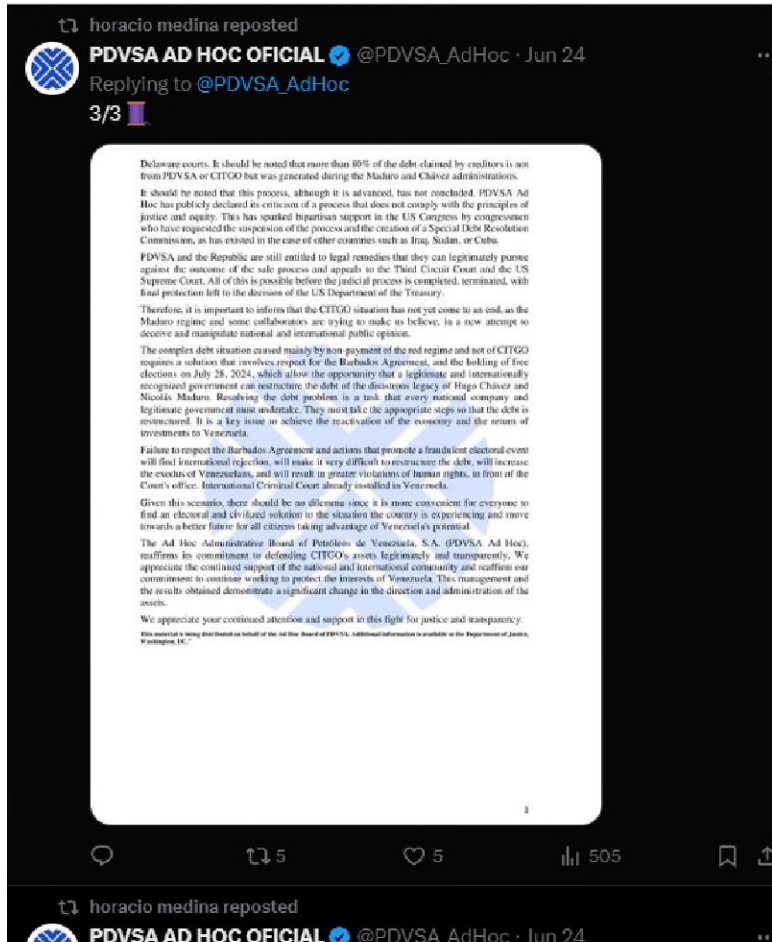 horacio medina reposted
PDVSA AD HOC OFICIAL @PDVSA_AdHoc · Jun 24
Replying to @PDVSA_AdHoc
3/3
Delaware courts. It should be noted that more than 80% of the debt claimed by creditors is not
from PDVSA or CITGO but was generated during the Maduro and Chávez administrations.
It should be noted that this process, although it is advanced, has not concluded. PDVSA Ad
Hoc has publicly declared its criticism of a process that does not comply with the principles of
justice and equity. This has sparked bipartisan support in the US Congress by congressmen
who have requested the suspension of the process and the creation of a Special Debt Resolution
Commission, as has existed in the case of other countries such as Iraq, Sudan, or Cuba.
PDVSA and the Republic are still entitled to legal remedies that they can legitimately pursue
against the outcome of the sale process and appeals to the Third Circuit Court and the US
Supreme Court. All of this is possible before the judicial process is completed, terminated, with
final protection left to the decision of the US Department of the Treasury.
Therefore, it is important to inform that the CITGO situation has not yet come to an end, as the
Maduro regime and some collaborators are trying to make us believe, in a new attempt to
deceive and manipulate national and international public opinion.
The complex debt situation caused mainly by non-payment of the red regime and not of CITGO
requires a solution that involves respect for the Barbados Agreement, and the holding of free
elections on July 28, 2024, which allow the opportunity that a legitimate and internationally
recognized government can restructure the debt of the disastrous legacy of Hugo Chávez and
Nicolás Maduro. Resolving the debt problem is a task that every national company and
legitimate government must undertake. They must take the appropriate steps so that the debt is
restructured. It is a key issue to achieve the reactivation of the economy and the return of
investments to Venezuela.
Failure to respect the Barbados Agreement and actions that promote a fraudulent electoral event
will find international rejection, will make it very difficult to restructure the debt, will increase
the exodus of Venezuelans, and will result in greater violations of human rights, in front of the
Court's office. International Criminal Court already installed in Venezuela.
Given this scenario, there should be no dilemma since it is more convenient for everyone to
find an electoral and civilized solution to the situation the country is experiencing and move
towards a better future for all citizens taking advantage of Venezuela's potential.
The Ad Hoc Administrative Board of Petróleos de Venezuela, S.A. (PDVSA Ad Hoc),
reaffirms its commitment to defending CITGO's assets legitimately and transparently. We
appreciate the continued support of the national and international community and reaffirm our
commitment to continue working to protect the interests of Venezuela. This management and
the results obtained demonstrate a significant change in the direction and administration of the
assets.
We appreciate your continued attention and support in this fight for justice and transparency.
This material is being distributed on behalf of the Ad Hoc Board of PDVSA. Additional information is available at the Department of Justice,
Washington, DC."
2
5
5
505
horacio medina reposted
PDVSA AD HOC OFICIAL @PDVSA_AdHoc · Jun 24